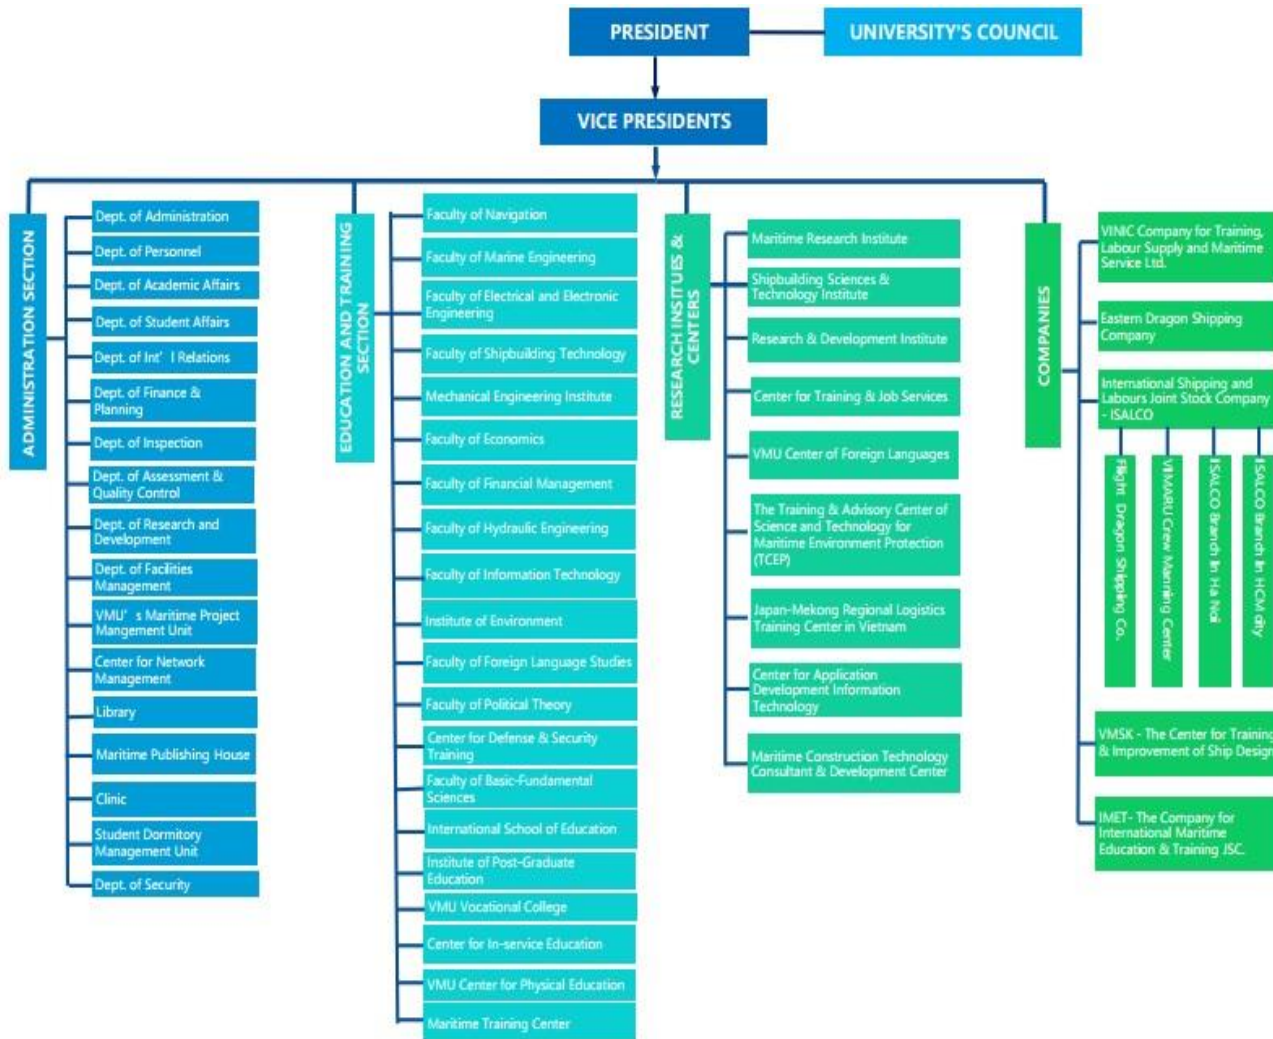 PRESIDENT
UNIVERSITY'S COUNCIL
VICE PRESIDENTS
ADMINISTRATION SECTION
Dept. of Administration
Dept. of Personnel
Dept. of Academic Affairs
Dept. of Student Affairs
Dept. of Int' l Relations
Dept. of Finance &
Planning
Dept. of Inspection
Dept. of Assessment &
Quality Control
Dept. of Research and
Development
Dept. of Facilities
Management
VMU' s Maritime Project
Mangement Unit
Center for Network
Management
Library
Maritime Publishing House
Clinic
Student Dormitory
Management Unit
Dept. of Security
EDUCATION AND TRAINING
SECTION
Faculty of Navigation
Faculty of Marine Engineering
Faculty of Electrical and Electronic
Engineering
Faculty of Shipbuilding Technology
Mechanical Engineering Institute
Faculty of Economics
Faculty of Financial Management
Faculty of Hydraulic Engineering
Faculty of Information Technology
Institute of Environment
Faculty of Foreign Language Studies
Faculty of Political Theory
Center for Defense & Security
Training
Faculty of Basic-Fundamental
Sciences
International School of Education
Institute of Post-Graduate
Education
VMU Vocational College
Center for In-service Education
VMU Center for Physical Education
Maritime Training Center
RESEARCH INSITUES &
CENTERS
Maritime Research Institute
Shipbuilding Sciences &
Technology Institute
Research & Development Institute
Center for Training & Job Services
VMU Center of Foreign Languages
The Training & Advisory Center of
Science and Technology for
Maritime Environment Protection
(TCEP)
Japan-Mekong Regional Logistics
Training Center in Vietnam
Center for Application
Development Information
Technology
Maritime Construction Technology
Consultant & Development Center
COMPANIES
VINIC Company for Training,
Labour Supply and Maritime
Service Ltd.
Eastern Dragon Shipping
Company
International Shipping and
Labours Joint Stock Company
- ISALCO
Flight Dragon Shipping Co.
VIMARU Crew Manning Center
ISALCO Branch in Ha Noi
ISALCO Branch in HCM city
VMSK - The Center for Training
& Improvement of Ship Design
IMET- The Company for
International Maritime
Education & Training JSC.